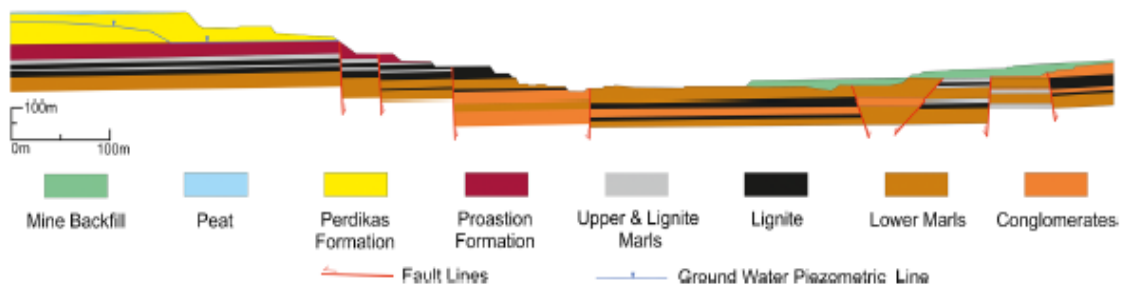 100m
0m 100m
Mine Backfill
Peat
Perdikas
Formation
Proastion
Formation
Upper & Lignite
Marls
Lignite
Lower Marls
Conglomerates
Fault Lines
Ground Water Piezometric Line